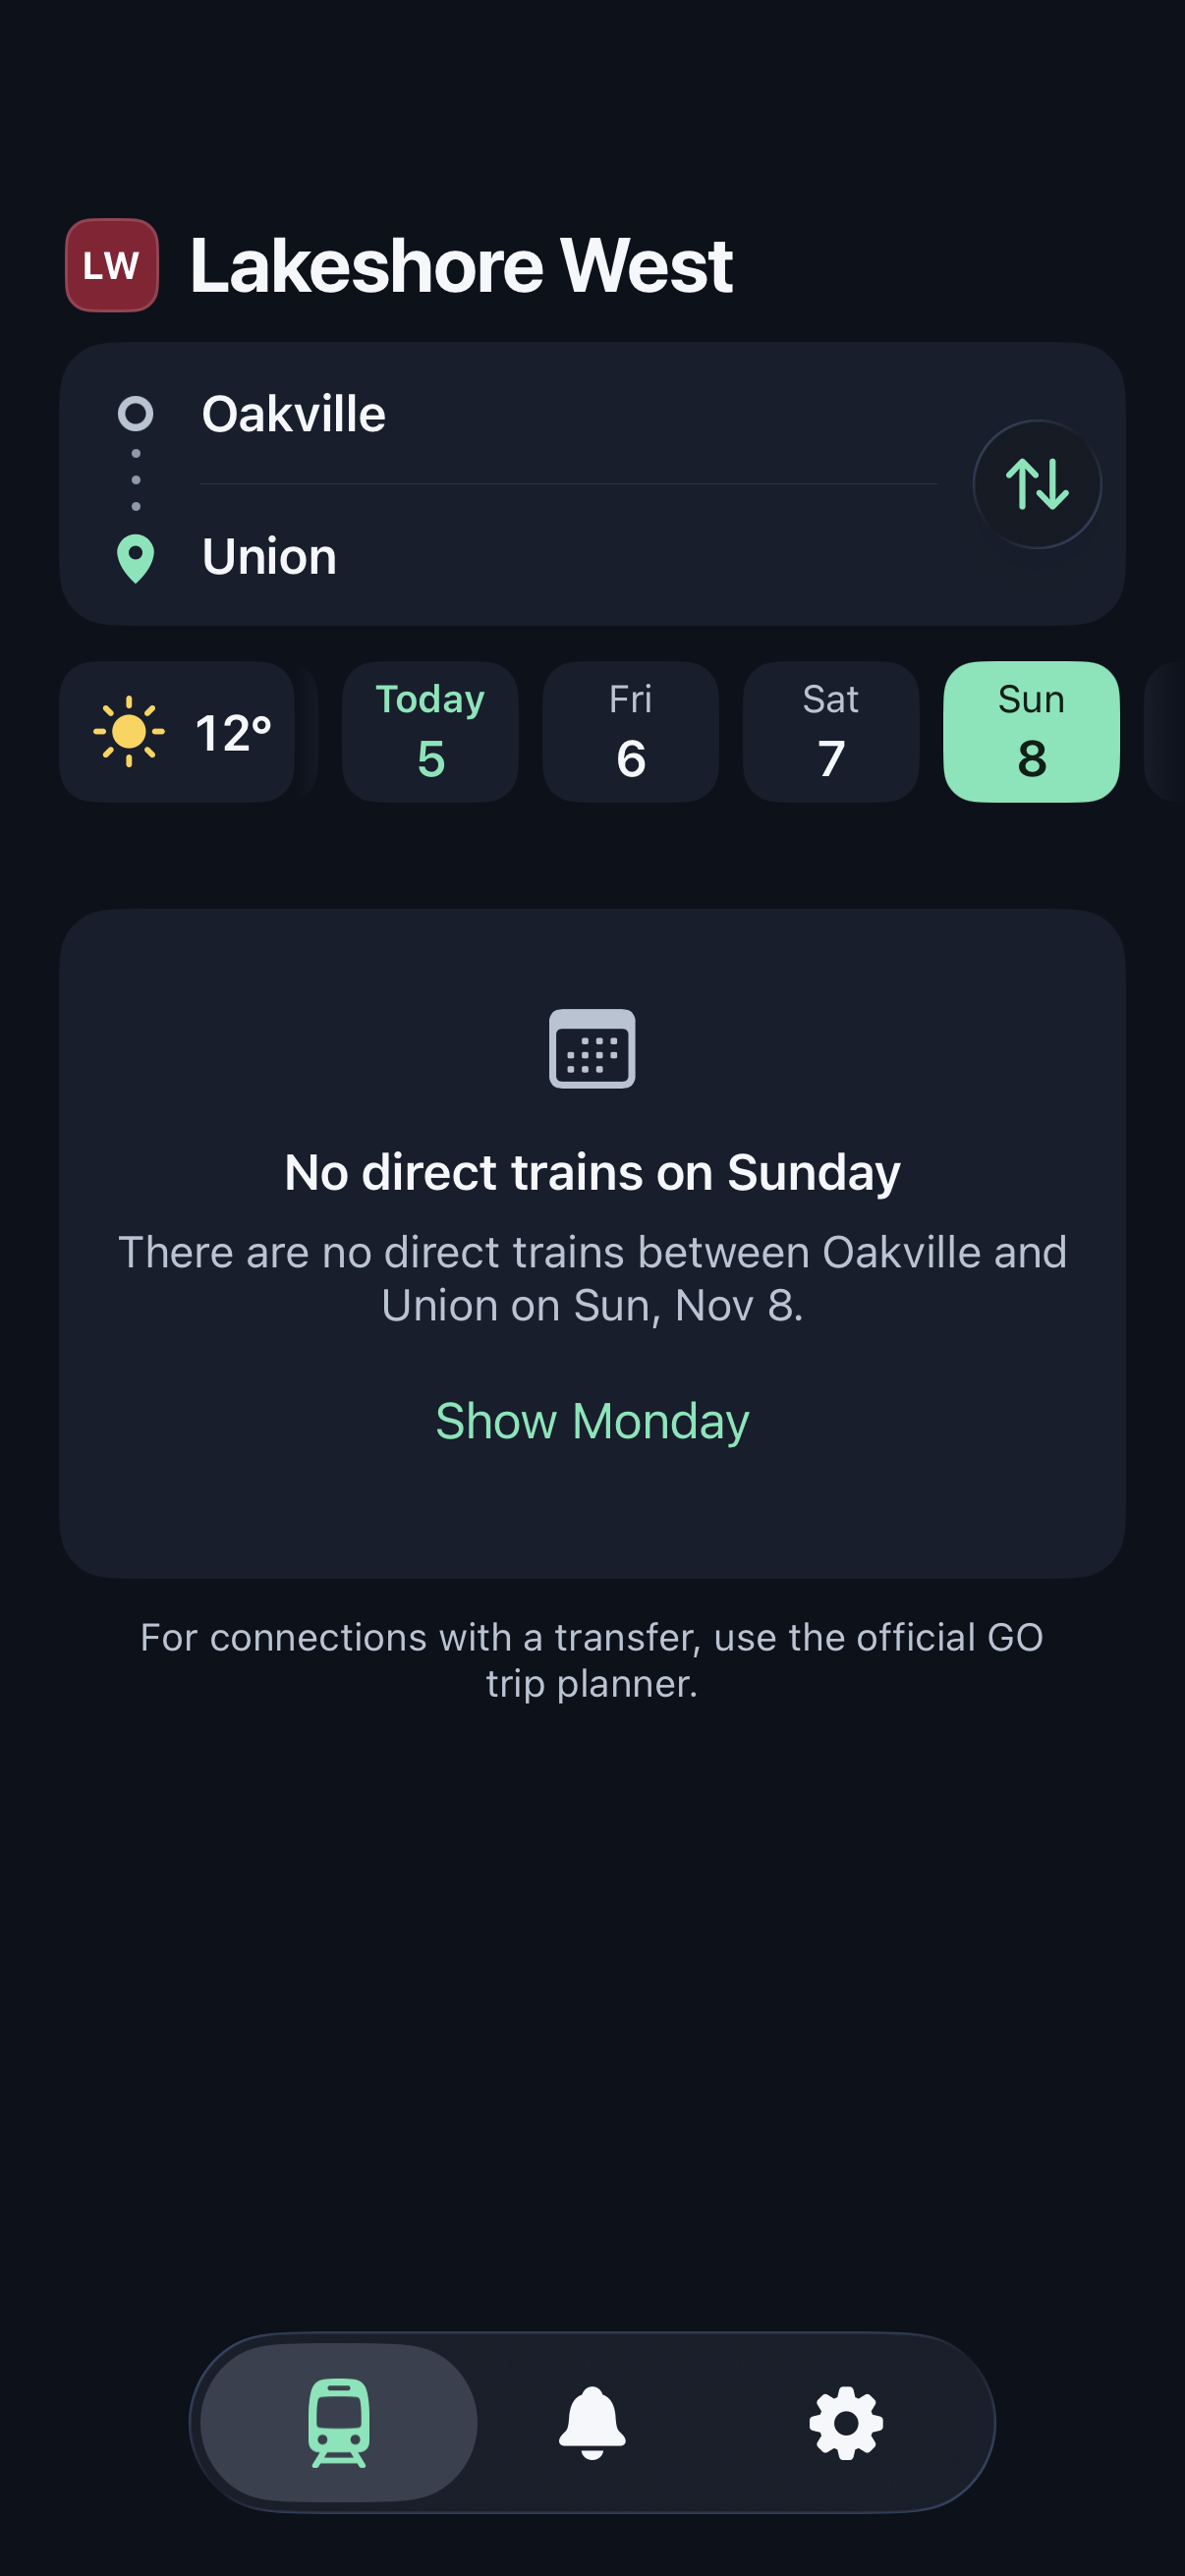 LW Lakeshore West
Oakville
Union
12°
Today
5
Fri
6
Sat
7
Sun
8
No direct trains on Sunday
There are no direct trains between Oakville and
Union on Sun, Nov 8.
Show Monday
For connections with a transfer, use the official GO
trip planner.